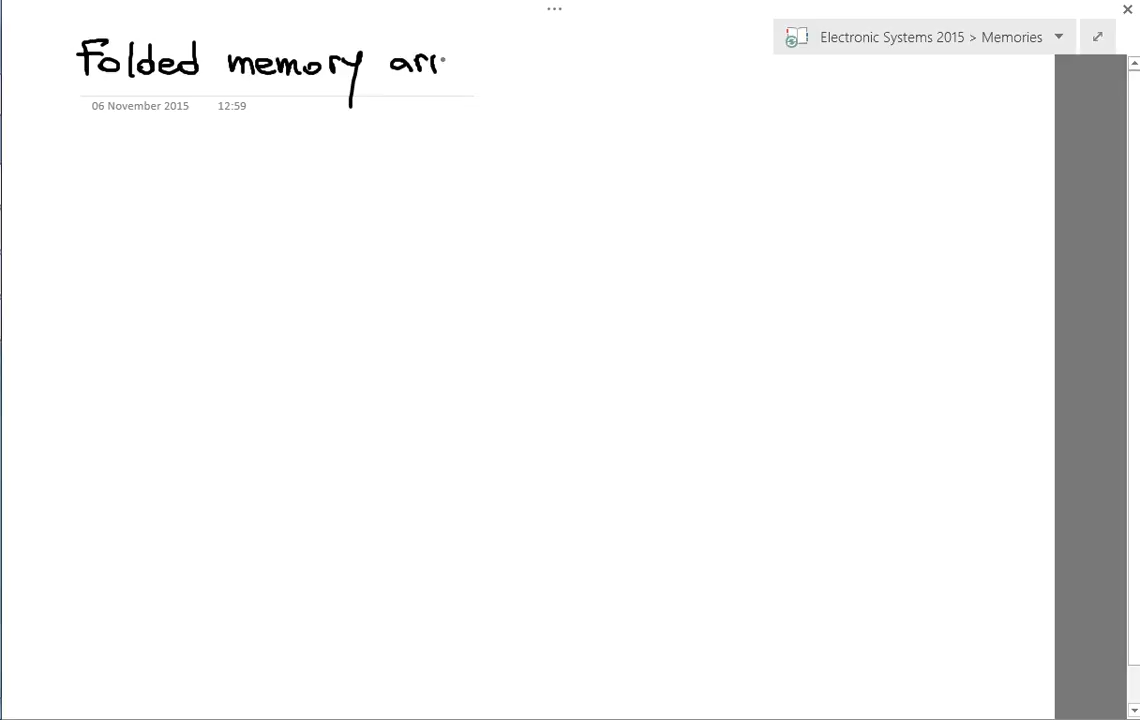 Folded memory arr
Electronic Systems 2015 > Memories
06 November 2015 12:59